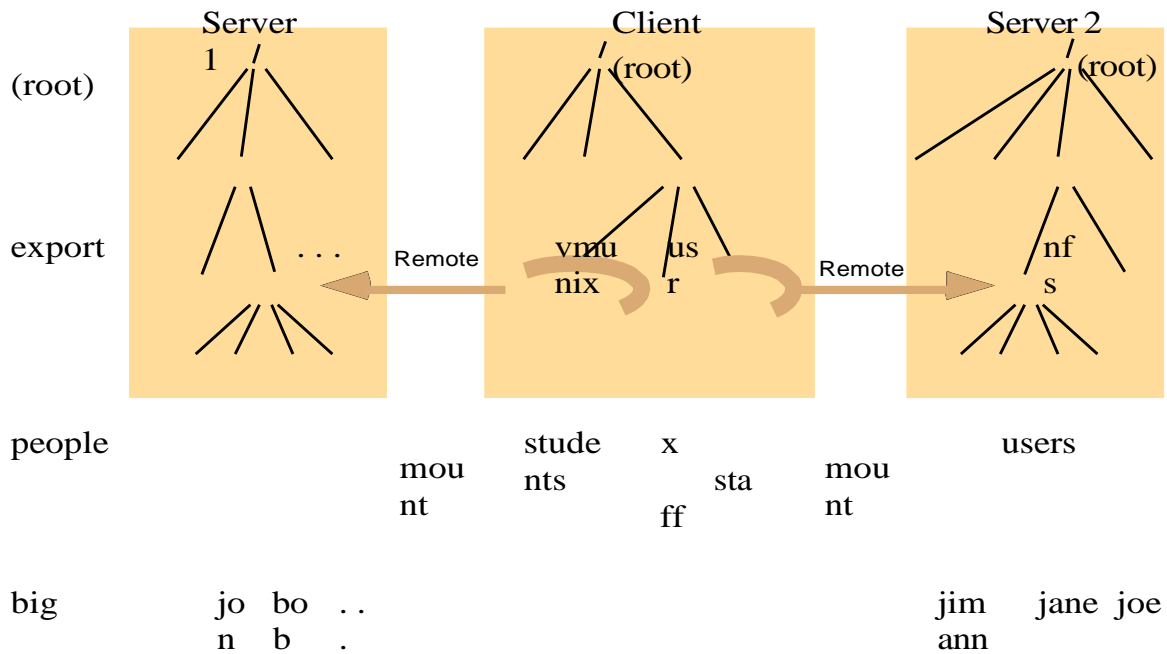 Server
1
Client
(root)
Server 2
(root)
(root)
export
. . .
Remote
vmu
nix
us
r
Remote
nf
s
people
mou
nt
stude
nts
x
sta
ff
mou
nt
users
big
jo
n
bo
b
. .
.
jim
ann
jane
joe
/
/
/